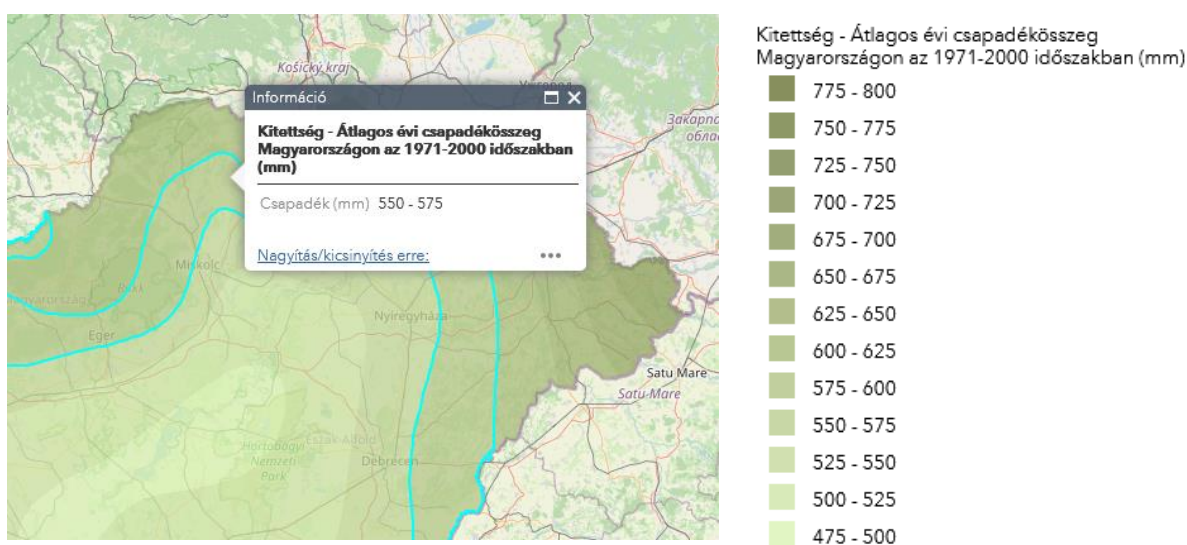 Košický kraj
Információ
Kitettség - Átlagos évi csapadékösszeg
Magyarországon az 1971-2000 időszakban
(mm)
Csapadék (mm) 550 - 575
Nagyítás/kicsinyítés erre:
Miskolc
Bükk
Eger
Nyíregyháza
Satu Mare
Satu Mare
Hortobágyi
Nemzeti
Park
Észak-Alföld
Debrecen
Kitettség - Átlagos évi csapadékösszeg
Magyarországon az 1971-2000 időszakban (mm)
775 - 800
750 - 775
725 - 750
700 - 725
675 - 700
650 - 675
625 - 650
600 - 625
575 - 600
550 - 575
525 - 550
500 - 525
475 - 500